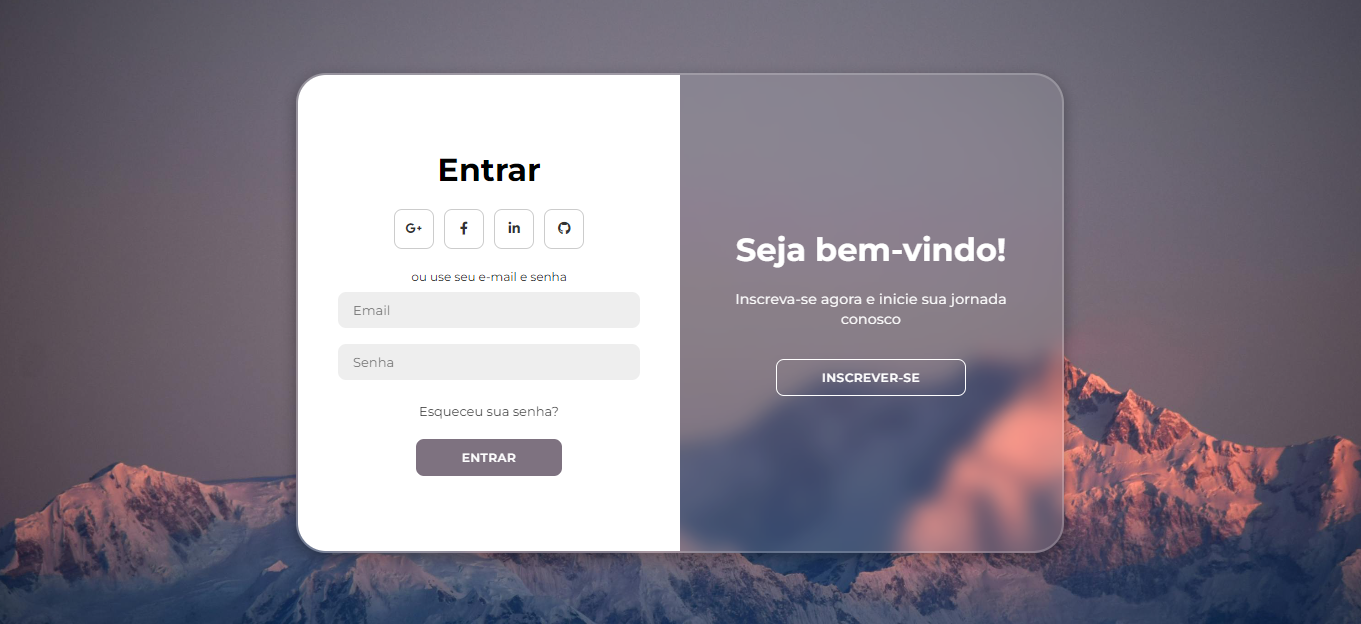 Entrar
G+ f in
ou use seu e-mail e senha
Email
Senha
Esqueceu sua senha?
ENTRAR
Seja bem-vindo!
Inscreva-se agora e inicie sua jornada
conosco
INSCREVER-SE